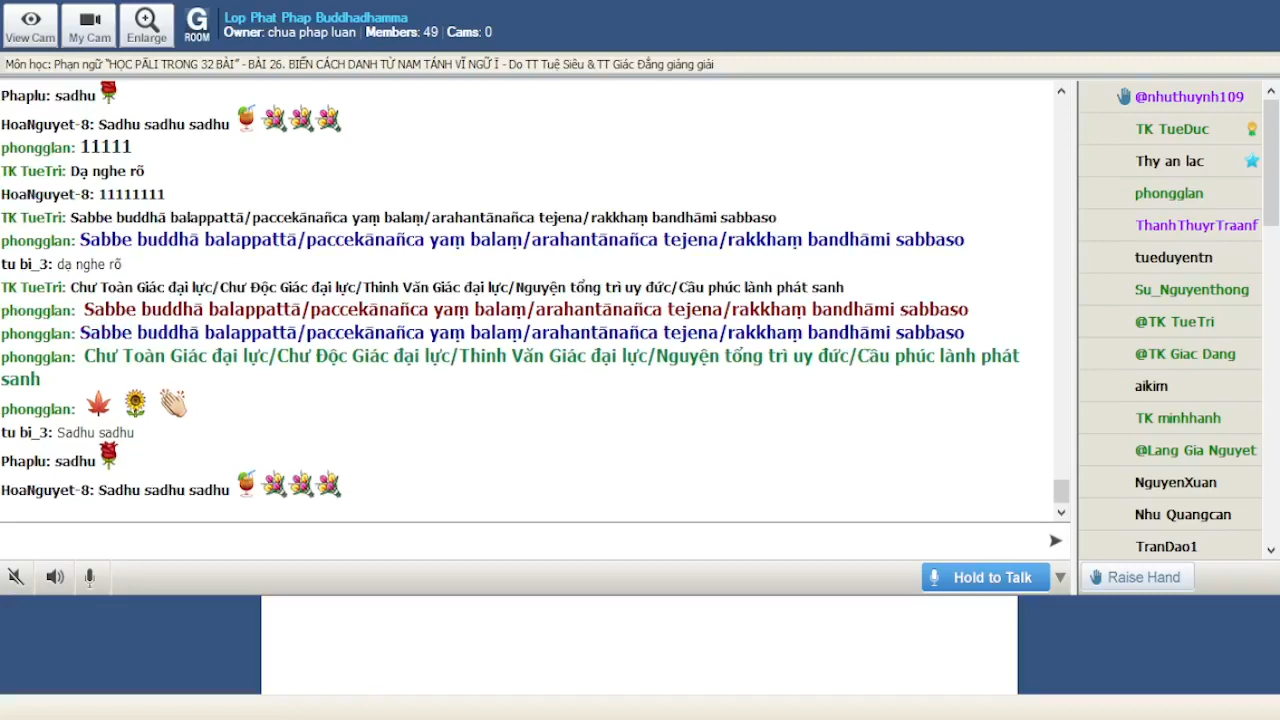 View Cam
My Cam
Enlarge
G
ROOM
Lop Phat Phap Buddhadhamma
Owner: chua phap luan | Members: 49 | Cams: 0
Môn học: Phạn ngữ "HỌC PĀLI TRONG 32 BÀI" - BÀI 26. BIẾN CÁCH DANH TỪ NAM TÁNH VĨ NGỮ Ī - Do TT Tuệ Siêu & TT Giác Đẳng giảng giải
Phaplu: sadhu
HoaNguyet-8: Sadhu sadhu sadhu
phongglan: 11111
TK TueTri: Dạ nghe rõ
HoaNguyet-8: 11111111
TK TueTri: Sabbe buddhā balappattā/paccekānañca yaṃ balaṃ/arahantānañca tejena/rakkhaṃ bandhāmi sabbaso
phongglan: Sabbe buddhā balappattā/paccekānañca yaṃ balaṃ/arahantānañca tejena/rakkhaṃ bandhāmi sabbaso
tu bi_3: dạ nghe rõ
TK TueTri: Chư Toàn Giác đại lực/Chư Độc Giác đại lực/Thinh Văn Giác đại lực/Nguyện tổng trì uy đức/Câu phúc lành phát sanh
phongglan: Sabbe buddhā balappattā/paccekānañca yaṃ balaṃ/arahantānañca tejena/rakkhaṃ bandhāmi sabbaso
phongglan: Sabbe buddhā balappattā/paccekānañca yaṃ balaṃ/arahantānañca tejena/rakkhaṃ bandhāmi sabbaso
phongglan: Chư Toàn Giác đại lực/Chư Độc Giác đại lực/Thinh Văn Giác đại lực/Nguyện tổng trì uy đức/Câu phúc lành phát
sanh
phongglan:
tu bi_3: Sadhu sadhu
Phaplu: sadhu
HoaNguyet-8: Sadhu sadhu sadhu
Hold to Talk
@nhuthuynh109
TK TueDuc
Thy an lac
phongglan
ThanhThuyrTraanf
tueduyentn
Su_Nguyenthong
@TK TueTri
@TK Giac Dang
aikim
TK minhhanh
@Lang Gia Nguyet
NguyenXuan
Nhu Quangcan
TranDao1
Raise Hand